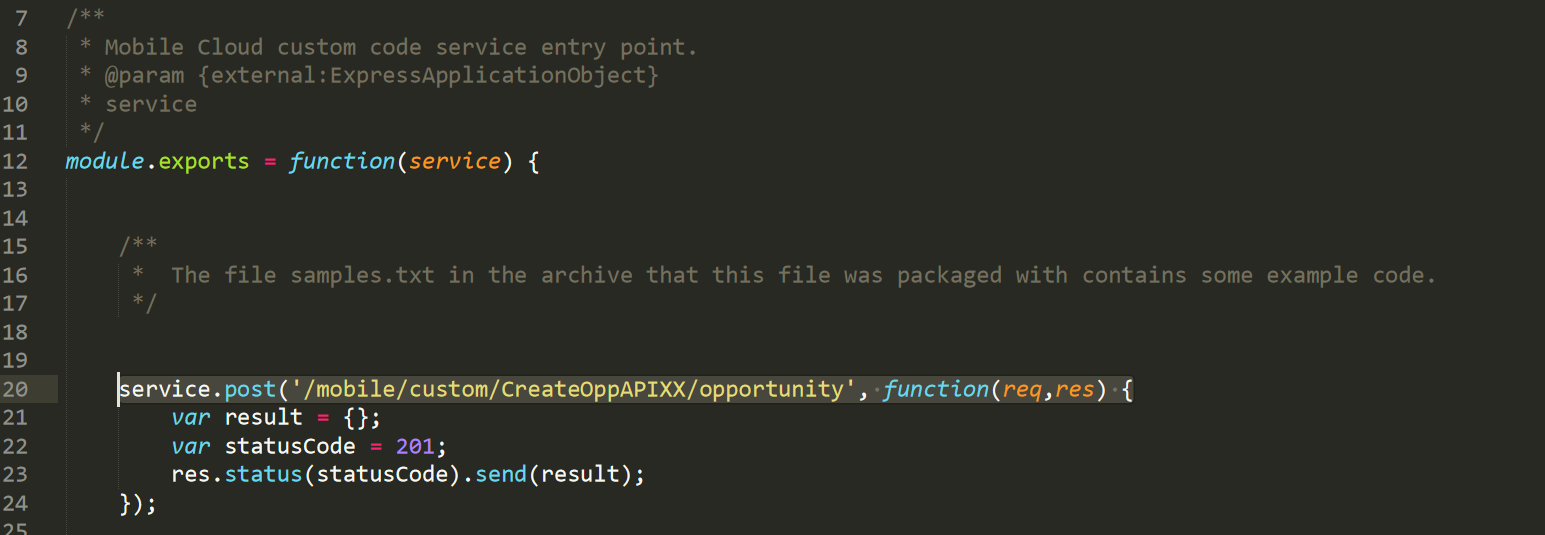 7 /**
8 * Mobile Cloud custom code service entry point.
9 * @param {external:ExpressApplicationObject}
10 * service
11 */
12 module.exports = function(service) {
13
14
15 /**
16 * The file samples.txt in the archive that this file was packaged with contains some example code.
17 */
18
19
20 service.post('/mobile/custom/CreateOppAPIXX/opportunity', function(req,res) {
21 var result = {};
22 var statusCode = 201;
23 res.status(statusCode).send(result);
24 });
25